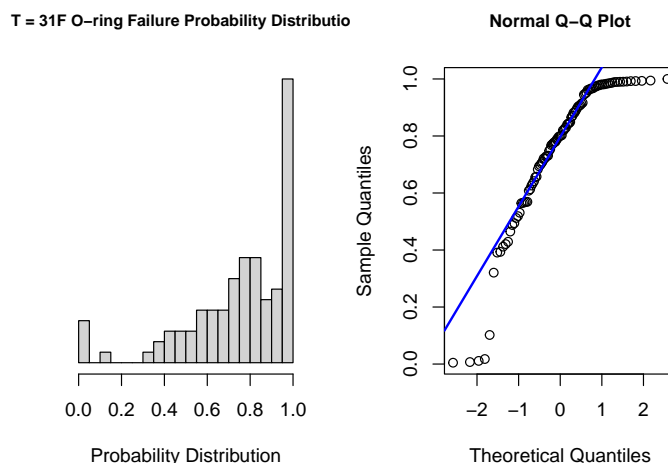 T = 31F O−ring Failure Probability Distributio
Normal Q−Q Plot
0.0 0.2 0.4 0.6 0.8 1.0
Probability Distribution
Sample Quantiles
0.0 0.2 0.4 0.6 0.8 1.0
−2 −1 0 1 2
Theoretical Quantiles